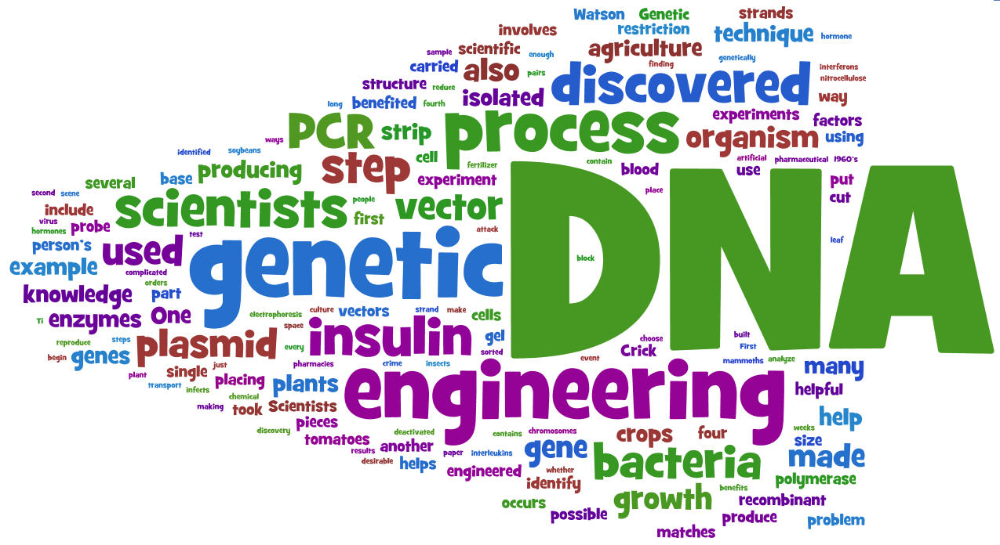 Watson Genetic strands
involves restriction technique hormone
sample scientific enough agriculture genetically
carried also pairs finding interferons
structure reduce discovered nitrocellulose
long benefited fourth isolated way
PCR strip process experiments factors
ways organism using
identified soybeans cell artificial pharmaceutical 1960's
producing step fertilizer contain blood use
several base experiment put
second scene scientists people vector place cut
include first
virus probe attack
hormones test DNA leaf
person's used genetic block
example complicated
orders
knowledge part
Ti enzymes One electrophoresis culture vectors strand make cells
space insulin gel choose built
reproduce steps plasmid every sorted Crick First
begin genes event mammoths analyze
plant single just pharmacies crime insects many
transport infects placing plants engineering helpful
chemical
making took Scientists help
discovery pieces deactivated contains chromosomes crops four weeks
tomatoes size
results another paper interleukins gene bacteria made
desirable helps engineered whether
identify polymerase
occurs growth benefits recombinant
possible produce problem
matches